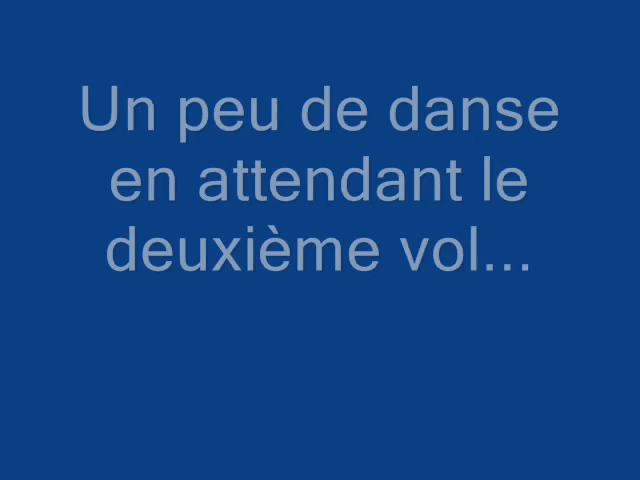 Un peu de danse
en attendant le
deuxième vol...